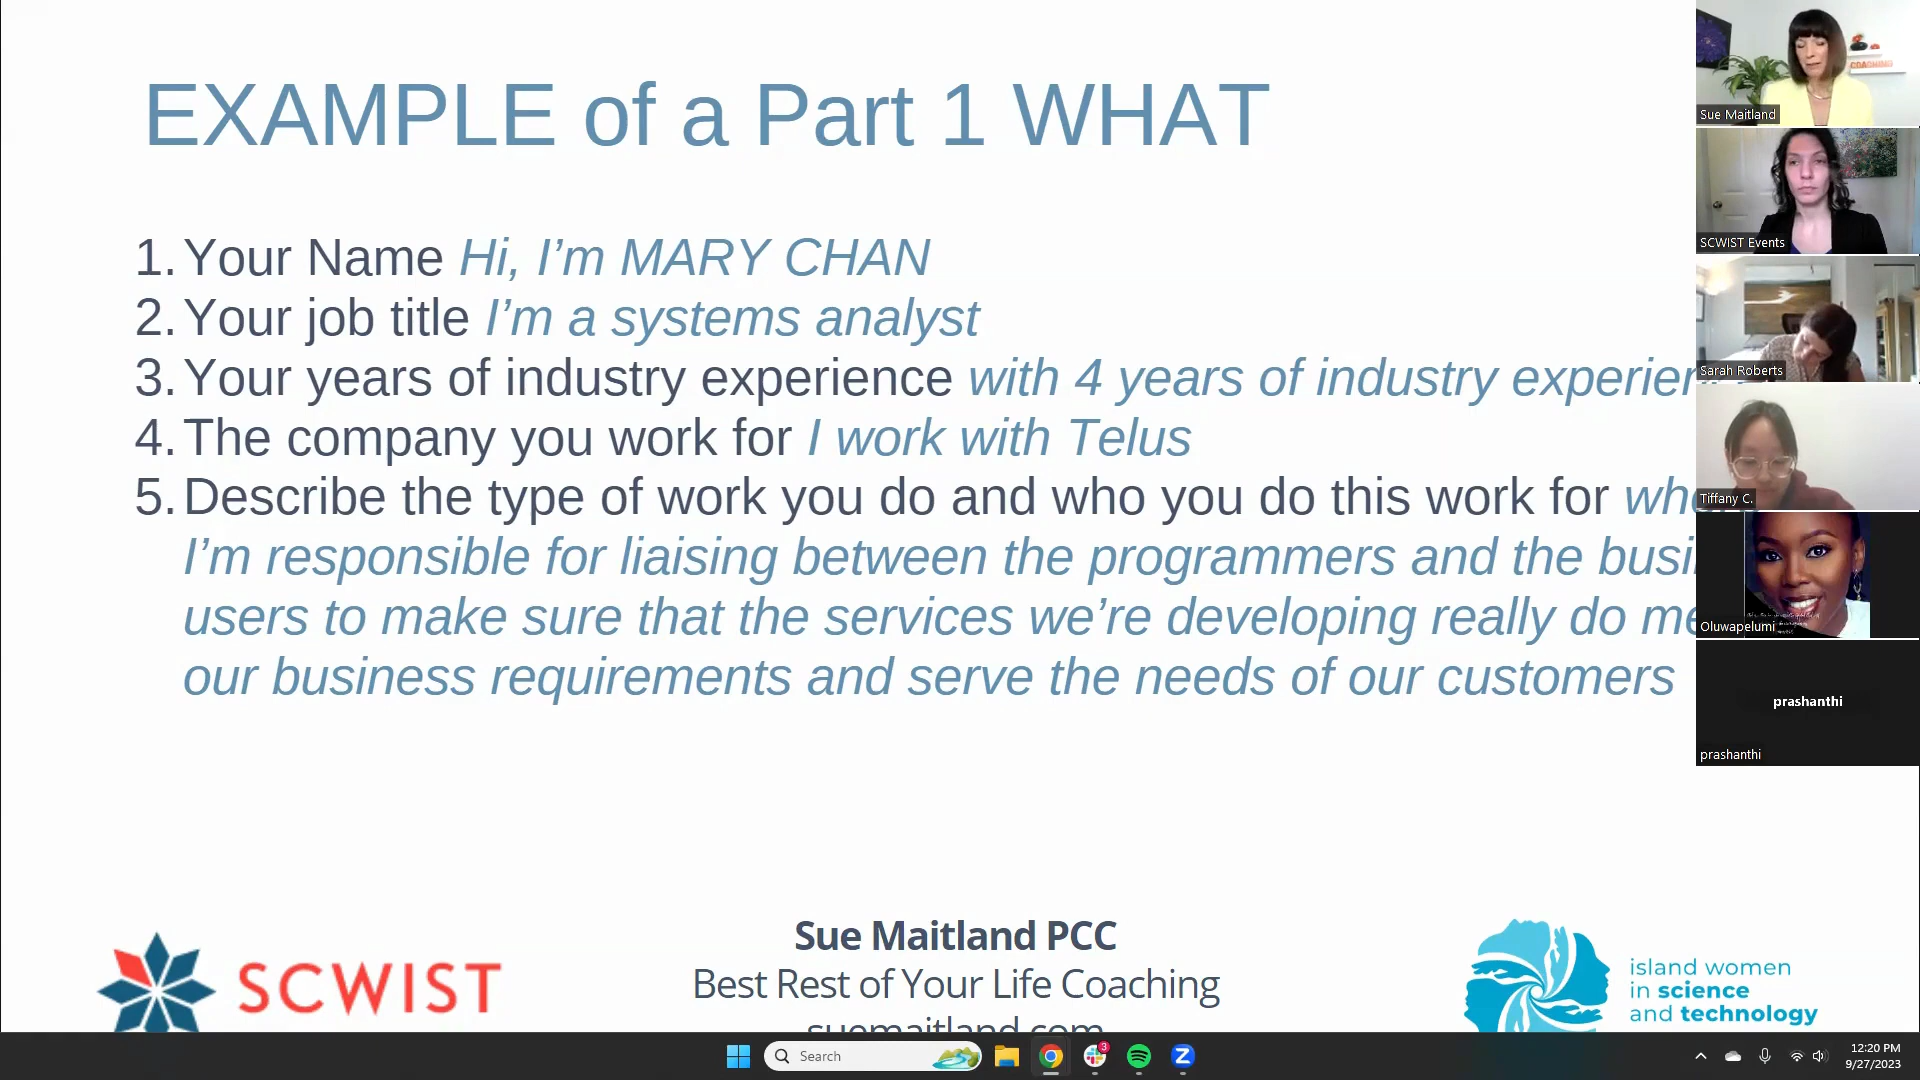 EXAMPLE of a Part 1 WHAT
1. Your Name Hi, I’m MARY CHAN
2. Your job title I’m a systems analyst
3. Your years of industry experience with 4 years of industry
4. The company you work for I work with Telus
5. Describe the type of work you do and who you do this work for
I’m responsible for liaising between the programmers and the
users to make sure that the services we’re developing really do
our business requirements and serve the needs of our customers
SCWIST
Sue Maitland PCC
Best Rest of Your Life Coaching
suemaitland.com
island women
in science
and technology
COACHING
Sue Maitland
SCWIST Events
Sarah Roberts
Tiffany C.
Oluwapelumi
prashanthi
prashanthi
Search
3
12:20 PM
9/27/2023